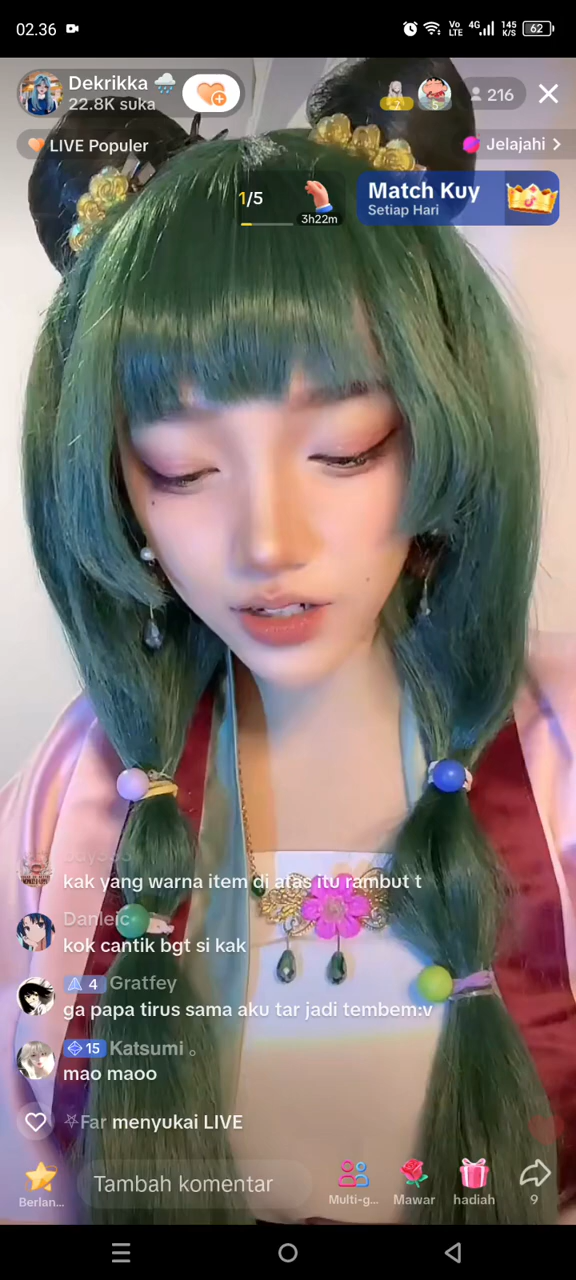 02.36
Vo LTE
4G
145 K/S
62
Dekrikka 🌧️
22.8K suka
7
5
216
LIVE Populer
Jelajahi >
1/5
3h22m
Match Kuy
Setiap Hari
kak yang warna item di atas itu rambut t
Danleic
kok cantik bgt si kak
4 Gratfey
ga papa tirus sama aku tar jadi tembem:v
15 Katsumi 。
mao maoo
Far menyukai LIVE
Tambah komentar
Berlan...
Multi-g...
Mawar
hadiah
9